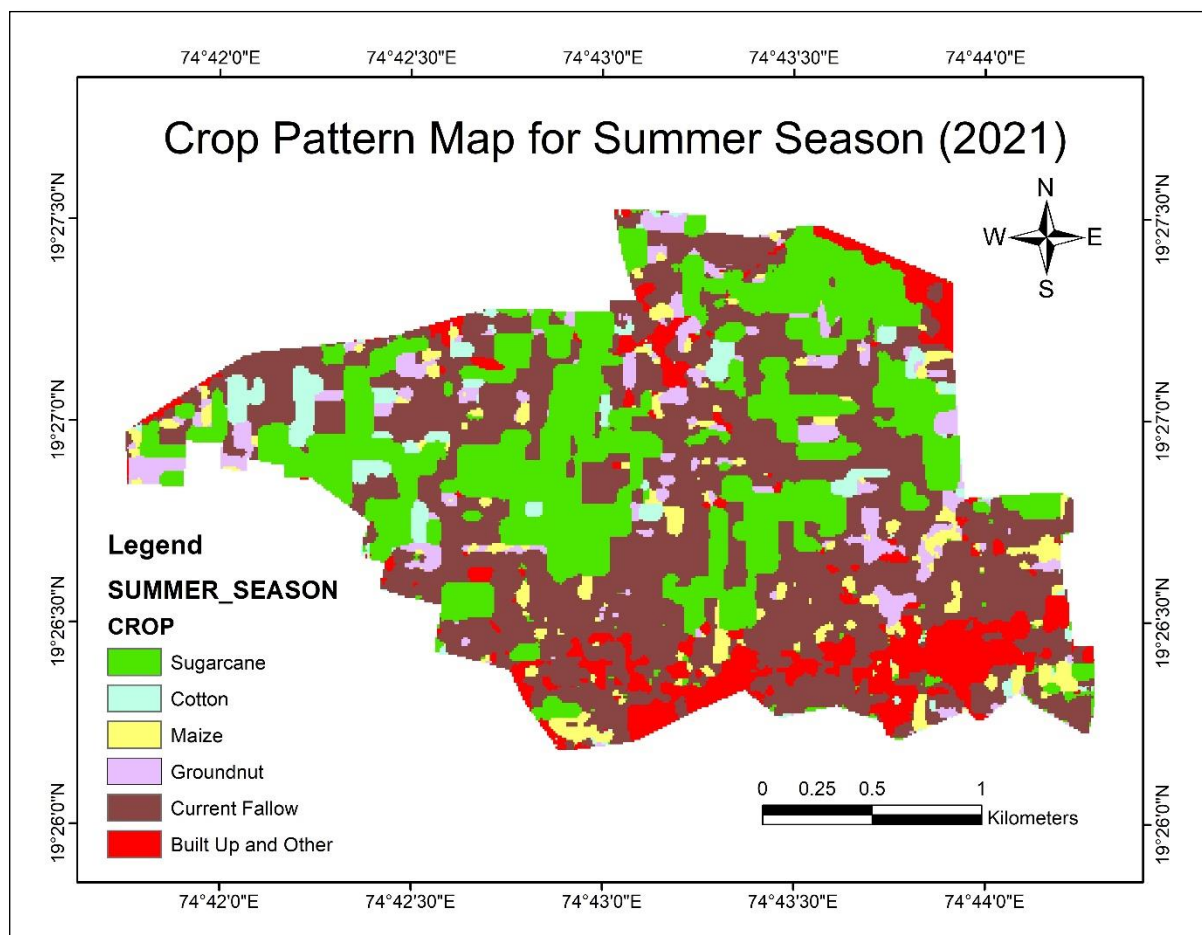 74°42'0"E 74°42'30"E 74°43'0"E 74°43'30"E 74°44'0"E
Crop Pattern Map for Summer Season (2021)
N
W E
S
19°27'30"N 19°27'30"N
19°27'0"N 19°27'0"N
19°26'30"N 19°26'30"N
19°26'0"N 19°26'0"N
Legend
SUMMER_SEASON
CROP
Sugarcane
Cotton
Maize
Groundnut
Current Fallow
Built Up and Other
0 0.25 0.5 1
Kilometers
74°42'0"E 74°42'30"E 74°43'0"E 74°43'30"E 74°44'0"E